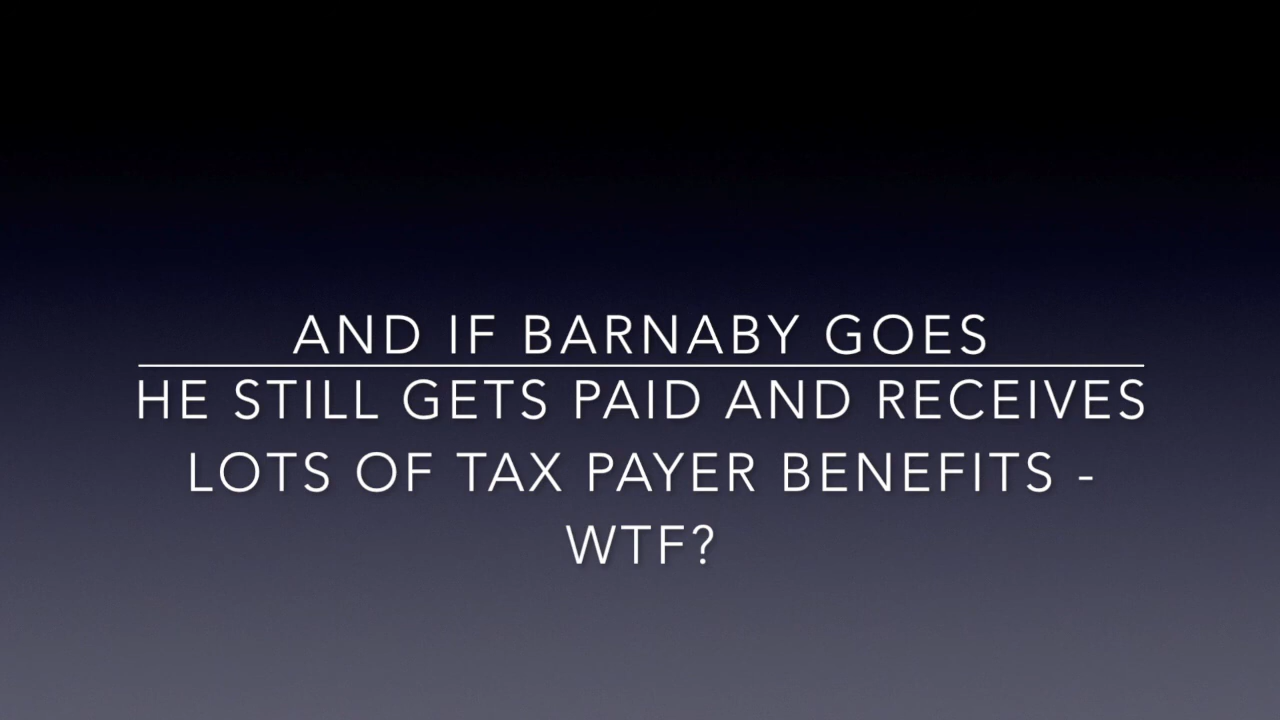 AND IF BARNABY GOES
HE STILL GETS PAID AND RECEIVES
LOTS OF TAX PAYER BENEFITS -
WTF?